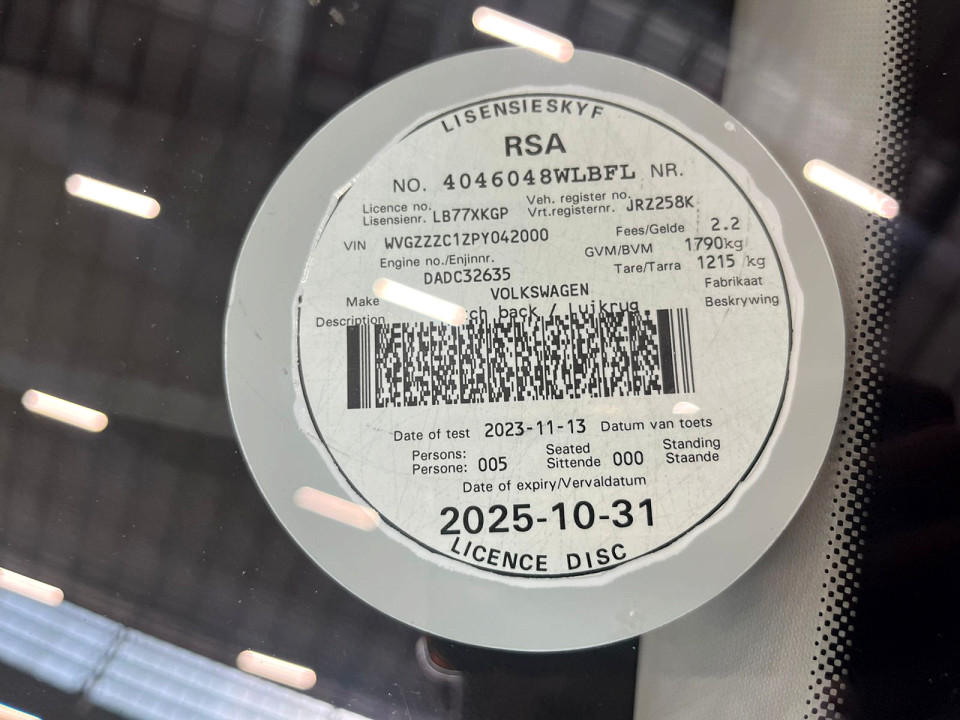 LISENSIESKYF
RSA
NO. 4046048WLBFL NR.
Licence no. Veh. register no.
Lisensienr. LB77XKGP Vrt.registernr. JRZ258K
VIN WVGZZZC1ZPY042000 Fees/Gelde 2.2
Engine no./Enjinnr. GVM/BVM 1790kg
DADC32635 Tare/Tarra 1215 /kg
Make VOLKSWAGEN Fabrikaat
Description back / Luikrug Beskrywing
Date of test 2023-11-13 Datum van toets
Persons: Seated Standing
Persone: 005 Sittende 000 Staande
Date of expiry/Vervaldatum
2025-10-31
LICENCE DISC